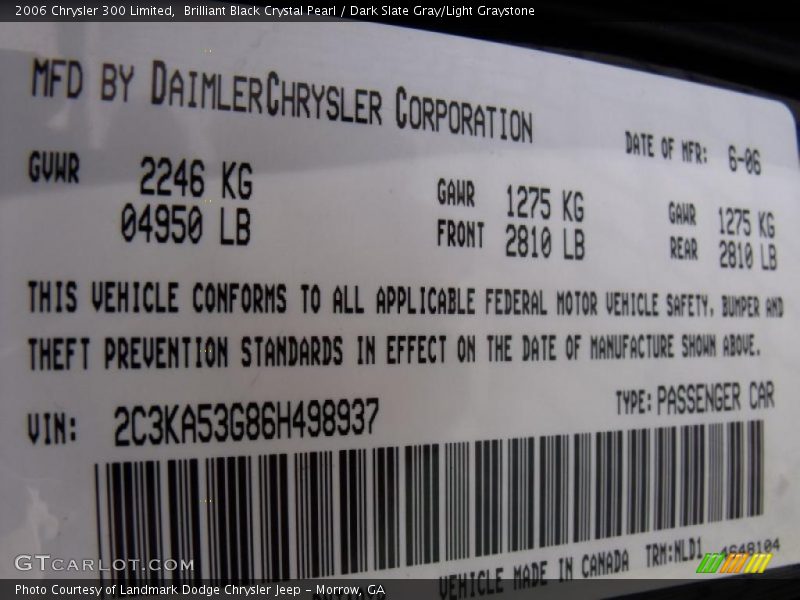 2006 Chrysler 300 Limited, Brilliant Black Crystal Pearl / Dark Slate Gray/Light Graystone
MFD BY DAIMLERCHRYSLER CORPORATION
DATE OF MFR: 6-06
GVWR 2246 KG
04950 LB
GAWR 1275 KG
FRONT 2810 LB
GAWR 1275 KG
REAR 2810 LB
THIS VEHICLE CONFORMS TO ALL APPLICABLE FEDERAL MOTOR VEHICLE SAFETY, BUMPER AND
THEFT PREVENTION STANDARDS IN EFFECT ON THE DATE OF MANUFACTURE SHOWN ABOVE.
VIN: 2C3KA53G86H498937
TYPE: PASSENGER CAR
VEHICLE MADE IN CANADA TRM:NLD1 4648104
GTCARLOT.COM
Photo Courtesy of Landmark Dodge Chrysler Jeep - Morrow, GA